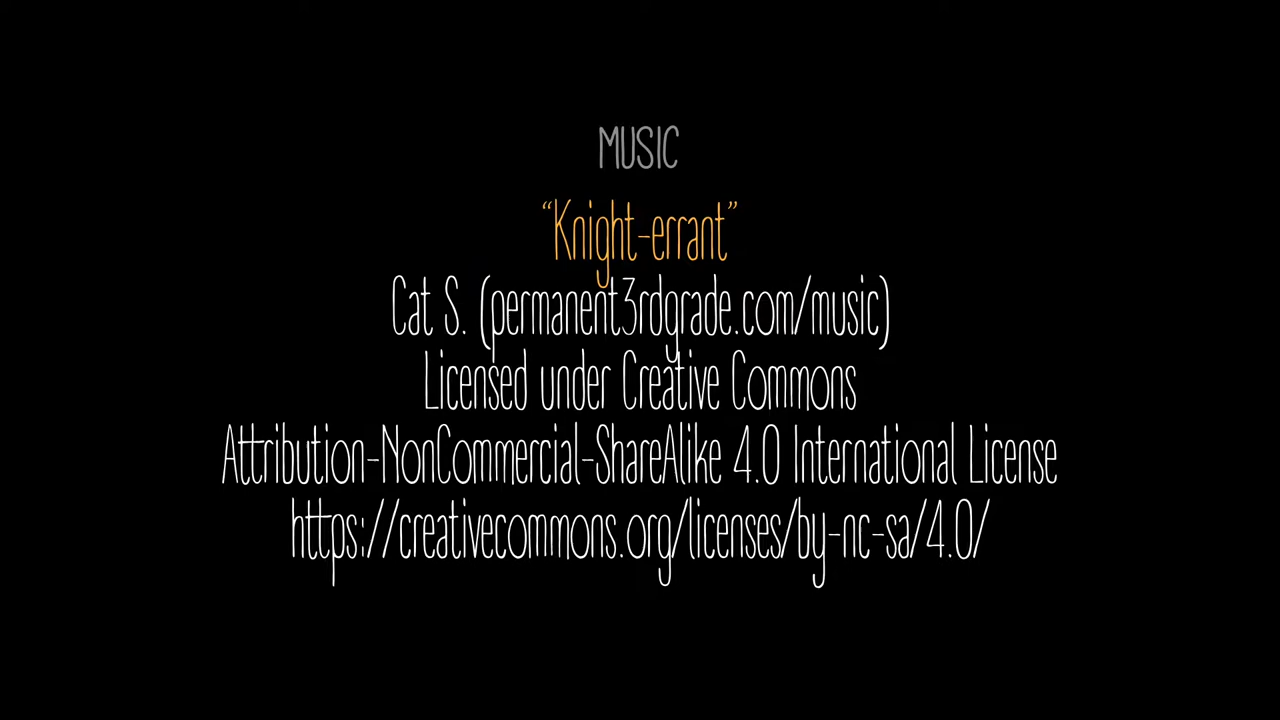 MUSIC
“Knight-errant”
Cat S. (permanent3rdgrade.com/music)
Licensed under Creative Commons
Attribution-NonCommercial-ShareAlike 4.0 International License
https://creativecommons.org/licenses/by-nc-sa/4.0/